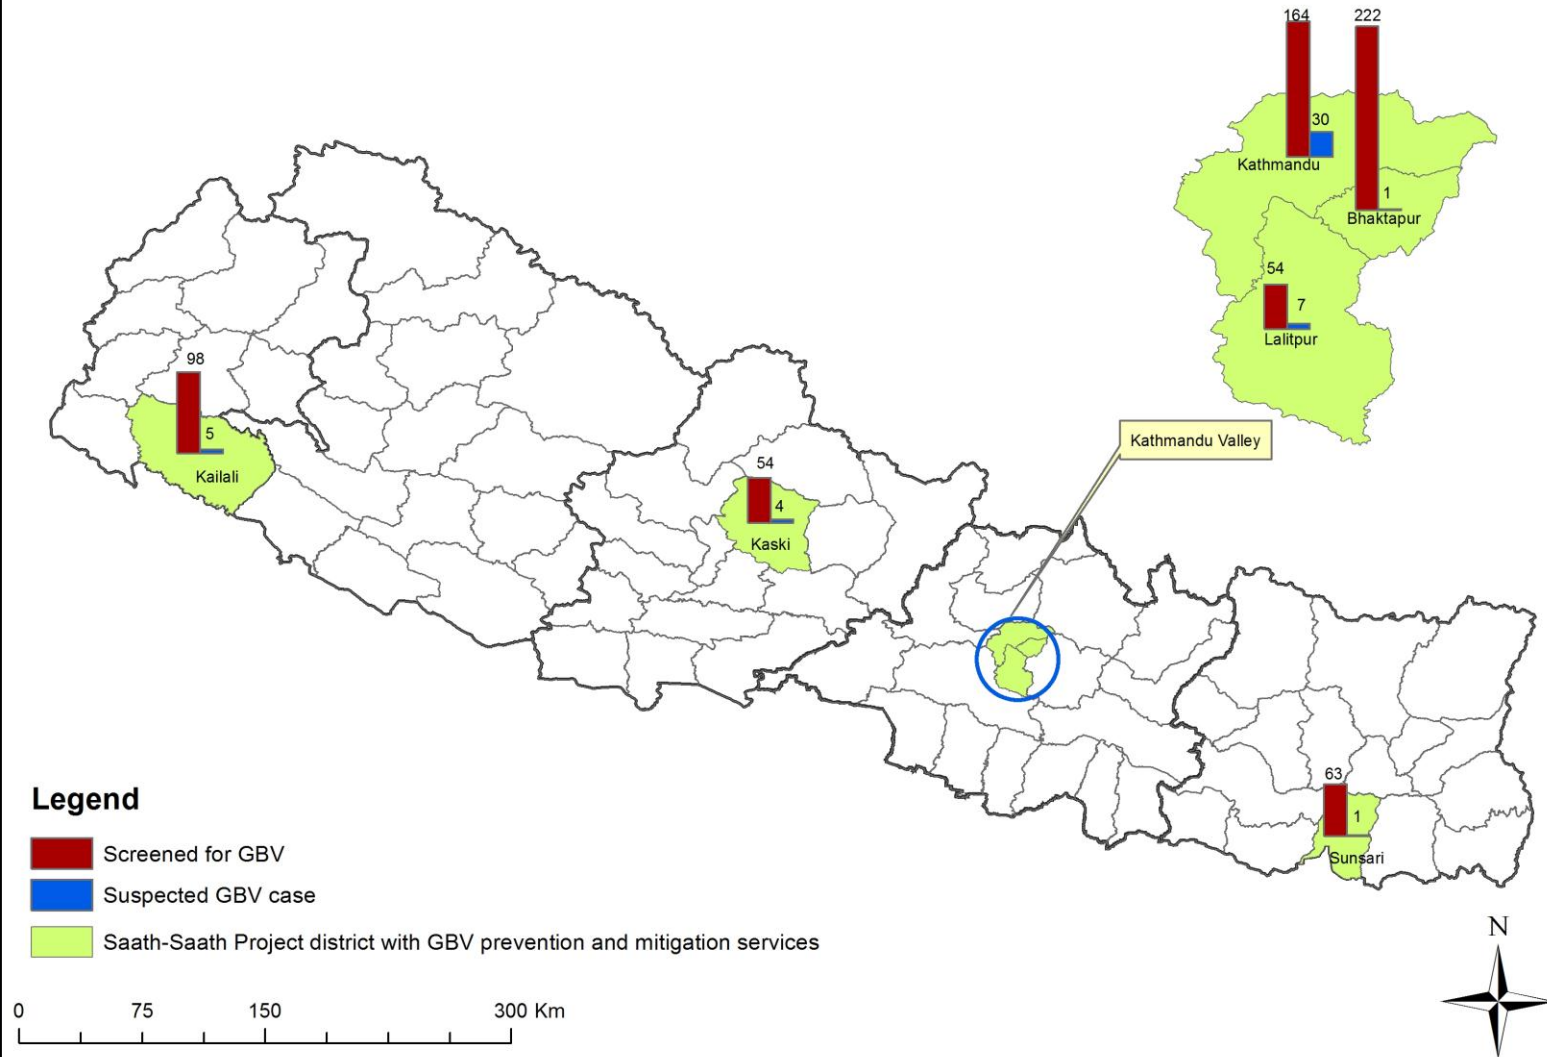 164
222
30
Kathmandu
1
Bhaktapur
54
7
Lalitpur
98
5
Kailali
Kathmandu Valley
54
4
Kaski
63
1
Sunsari
Legend
Screened for GBV
Suspected GBV case
Saath-Saath Project district with GBV prevention and mitigation services
N
0 75 150 300 Km